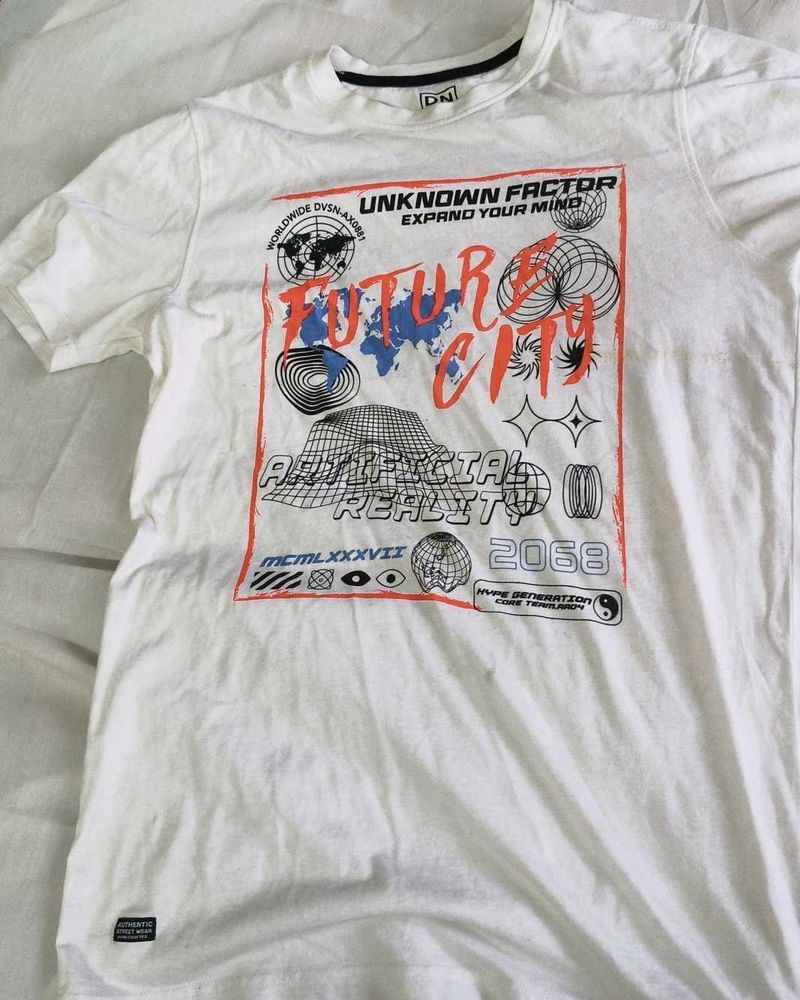 DN
UNKNOWN FACTOR
EXPAND YOUR MIND
WORLDWIDE DVSN-AX0881
FUTURE
CITY
ARTIFICIAL
REALITY
MCMLXXXVII
2068
HYPE GENERATION
CORE TEAM.AA04
AUTHENTIC
STREET WEAR